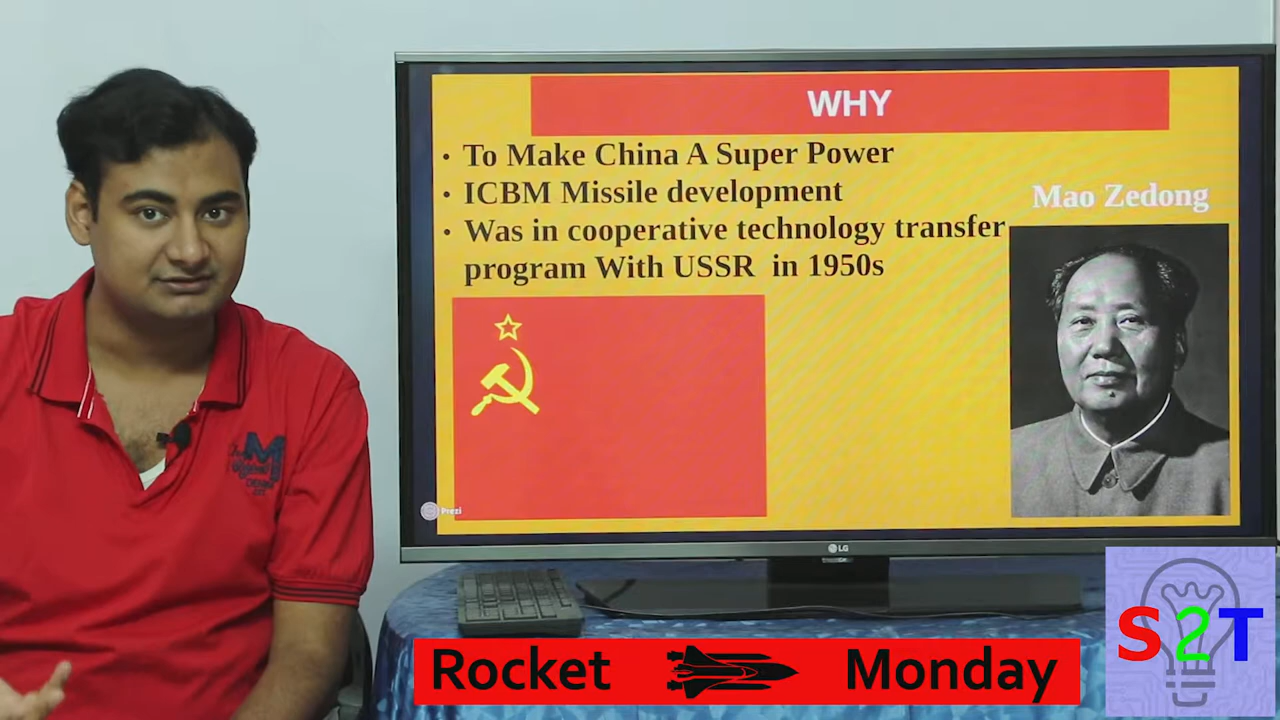 WHY
• To Make China A Super Power
• ICBM Missile development
• Was in cooperative technology transfer
program With USSR in 1950s
Mao Zedong
Prezi
LG
M
Rocket Monday
S2T